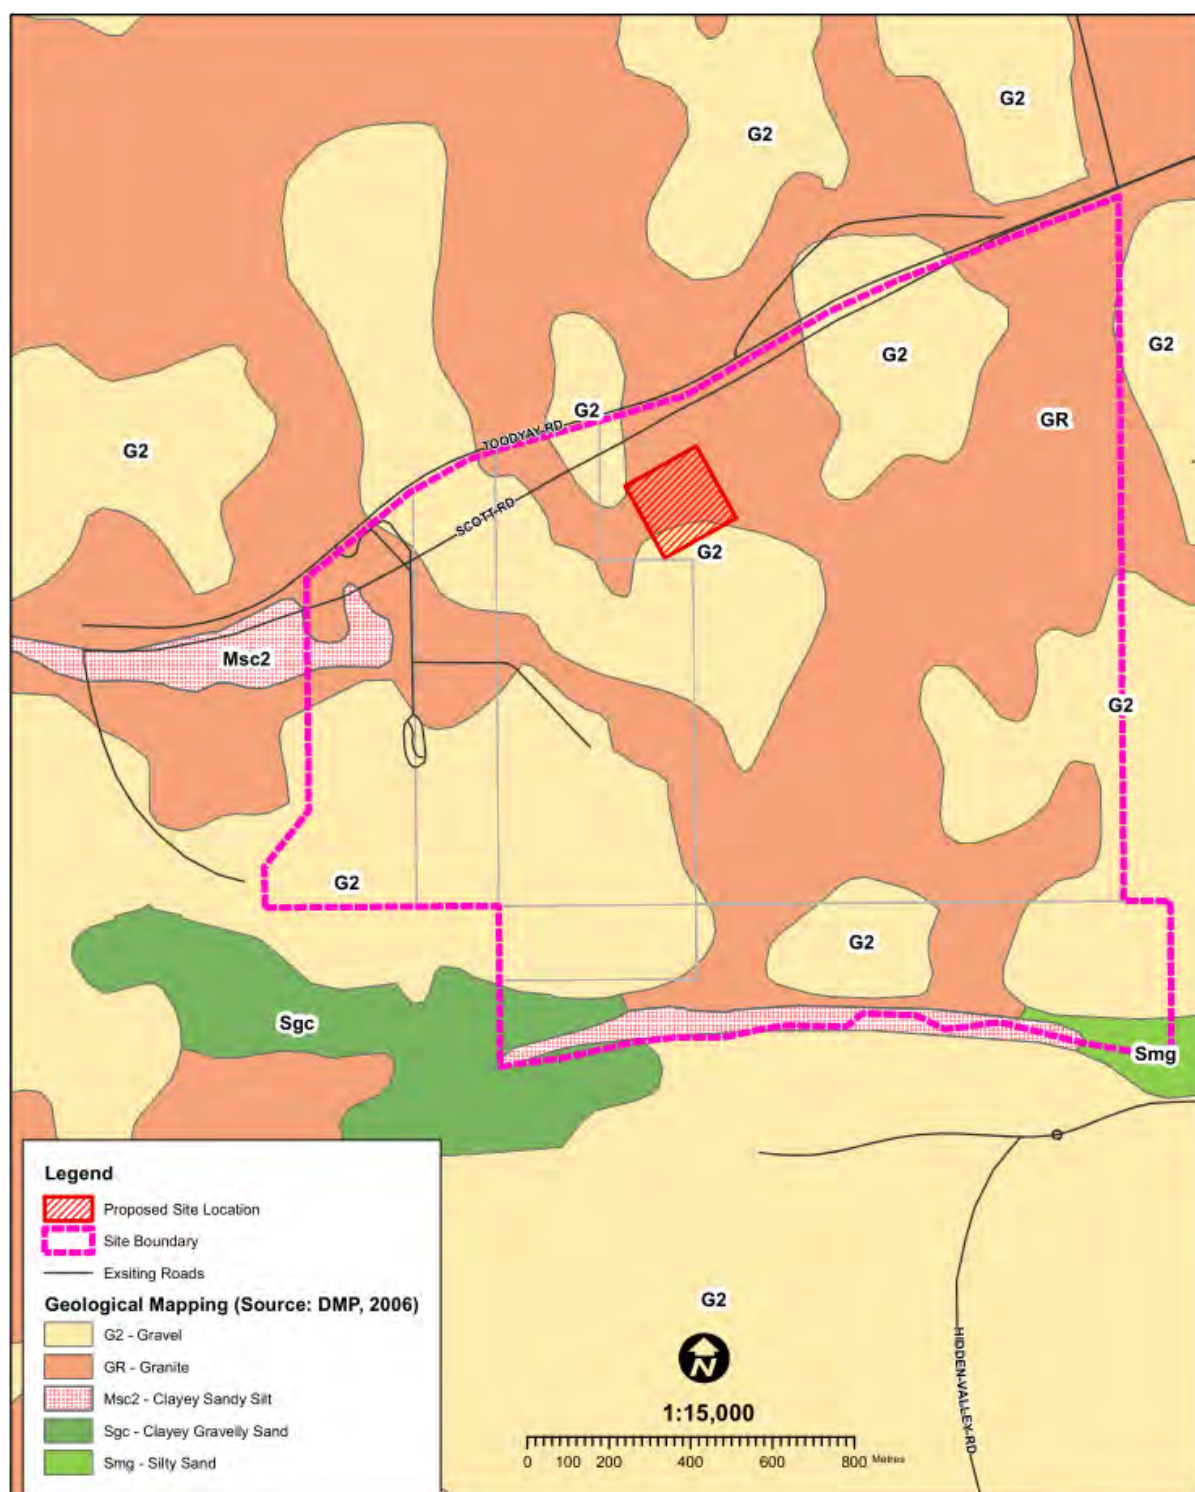 G2
G2
G2
G2
G2
GR
G2
TOODYAY RD
SCOTT RD
G2
Msc2
G2
G2
G2
Sgc
Smg
Legend
Proposed Site Location
Site Boundary
Exsiting Roads
Geological Mapping (Source: DMP, 2006)
G2 - Gravel
GR - Granite
Msc2 - Clayey Sandy Silt
Sgc - Clayey Gravelly Sand
Smg - Silty Sand
G2
N
1:15,000
0 100 200 400 600 800 Metres
HIDDEN VALLEY RD